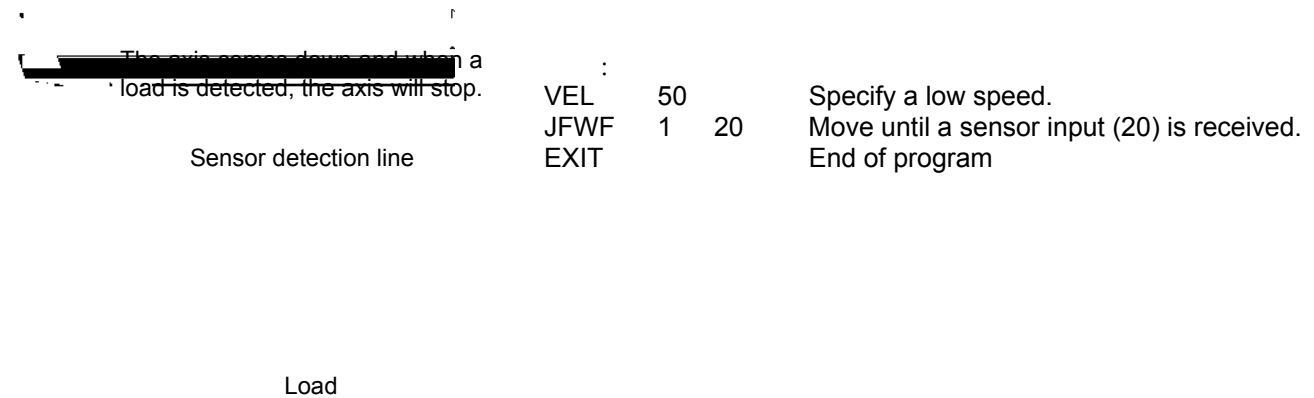 The axis comes down and when a
load is detected, the axis will stop.
Sensor detection line
:
VEL 50 Specify a low speed.
JFWF 1 20 Move until a sensor input (20) is received.
EXIT End of program
Load